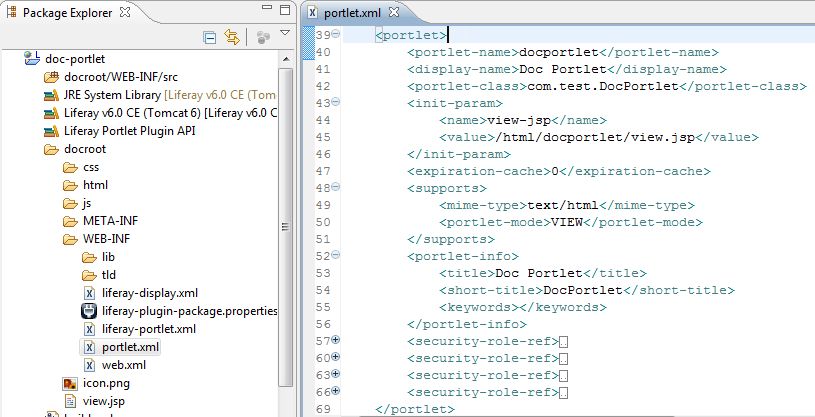 Package Explorer
doc-portlet
docroot/WEB-INF/src
JRE System Library [Liferay v6.0 CE (Tom
Liferay v6.0 CE (Tomcat 6) [Liferay v6.0 C
Liferay Portlet Plugin API
docroot
css
html
js
META-INF
WEB-INF
lib
tld
liferay-display.xml
liferay-plugin-package.properties
liferay-portlet.xml
portlet.xml
web.xml
icon.png
view.jsp
portlet.xml
39 <portlet>
40 <portlet-name>docportlet</portlet-name>
41 <display-name>Doc Portlet</display-name>
42 <portlet-class>com.test.DocPortlet</portlet-class>
43 <init-param>
44 <name>view-jsp</name>
45 <value>/html/docportlet/view.jsp</value>
46 </init-param>
47 <expiration-cache>0</expiration-cache>
48 <supports>
49 <mime-type>text/html</mime-type>
50 <portlet-mode>VIEW</portlet-mode>
51 </supports>
52 <portlet-info>
53 <title>Doc Portlet</title>
54 <short-title>DocPortlet</short-title>
55 <keywords></keywords>
56 </portlet-info>
57 <security-role-ref>
60 <security-role-ref>
63 <security-role-ref>
66 <security-role-ref>
69 </portlet>